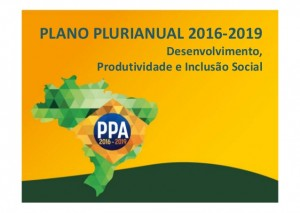 PLANO PLURIANUAL 2016-2019
Desenvolvimento,
Produtividade e Inclusão Social
PPA
2016 - 2019